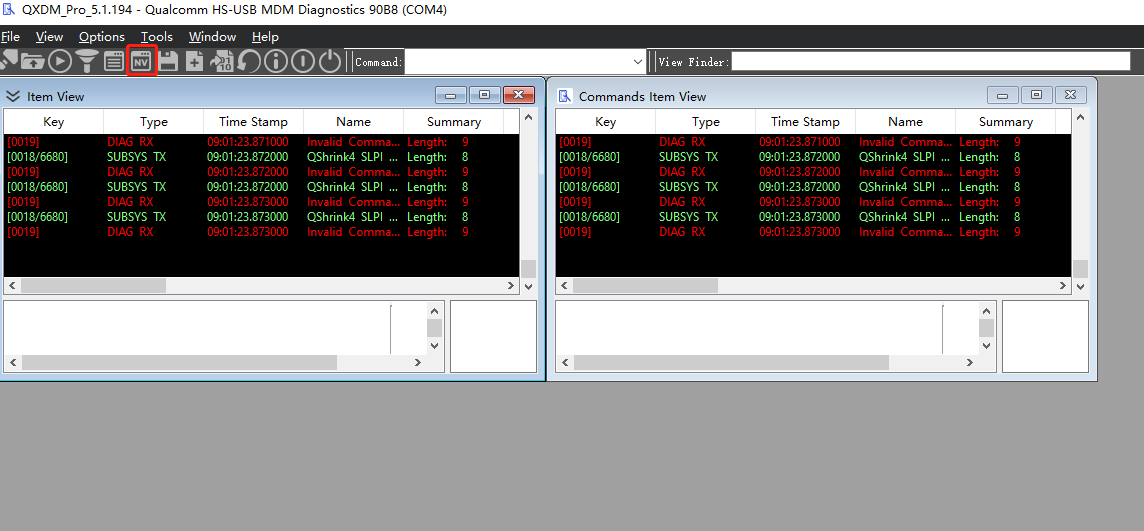 QXDM_Pro_5.1.194 - Qualcomm HS-USB MDM Diagnostics 90B8 (COM4)
File View Options Tools Window Help
NV
Command:
View Finder:
Item View
Key Type Time Stamp Name Summary
[0019] DIAG RX 09:01:23.871000 Invalid Comma... Length: 9
[0018/6680] SUBSYS TX 09:01:23.872000 QShrink4 SLPI ... Length: 8
[0019] DIAG RX 09:01:23.872000 Invalid Comma... Length: 9
[0018/6680] SUBSYS TX 09:01:23.872000 QShrink4 SLPI ... Length: 8
[0019] DIAG RX 09:01:23.873000 Invalid Comma... Length: 9
[0018/6680] SUBSYS TX 09:01:23.873000 QShrink4 SLPI ... Length: 8
[0019] DIAG RX 09:01:23.873000 Invalid Comma... Length: 9
Commands Item View
Key Type Time Stamp Name Summary
[0019] DIAG RX 09:01:23.871000 Invalid Comma... Length: 9
[0018/6680] SUBSYS TX 09:01:23.872000 QShrink4 SLPI ... Length: 8
[0019] DIAG RX 09:01:23.872000 Invalid Comma... Length: 9
[0018/6680] SUBSYS TX 09:01:23.872000 QShrink4 SLPI ... Length: 8
[0019] DIAG RX 09:01:23.873000 Invalid Comma... Length: 9
[0018/6680] SUBSYS TX 09:01:23.873000 QShrink4 SLPI ... Length: 8
[0019] DIAG RX 09:01:23.873000 Invalid Comma... Length: 9